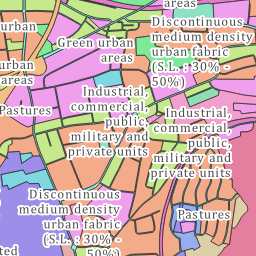 areas
urban
Discontinuous
medium density
urban fabric
(S.L. : 30% -
50%)
Green urban
areas
urban
areas
Pastures
Industrial,
commercial,
public,
military and
private units
Industrial,
commercial,
public,
military and
private units
Discontinuous
medium density
urban fabric
(S.L. : 30% -
50%)
Pastures